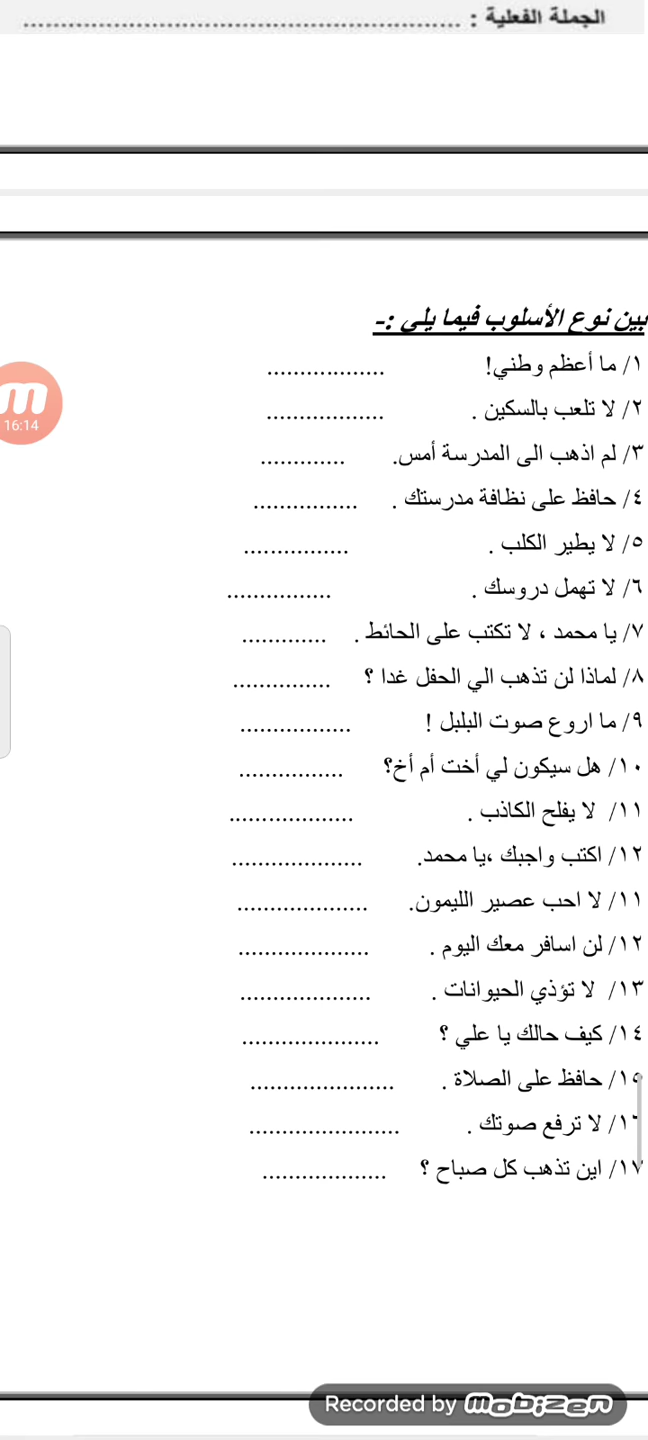 الجملة الفعلية : ......................................................
بين نوع الأسلوب فيما يلي :-
١/ ما أعظم وطني! ..................
٢/ لا تلعب بالسكين . ..................
٣/ لم اذهب الى المدرسة أمس. .............
٤/ حافظ على نظافة مدرستك . ................
٥/ لا يطير الكلب . ................
٦/ لا تهمل دروسك . ................
٧/ يا محمد ، لا تكتب على الحائط . .............
٨/ لماذا لن تذهب الي الحفل غدا ؟ ...............
٩/ ما اروع صوت البلبل ! .................
١٠/ هل سيكون لي أخت أم أخ؟ ................
١١/ لا يفلح الكاذب . ...................
١٢/ اكتب واجبك ،يا محمد. ....................
١١/ لا احب عصير الليمون. ....................
١٢/ لن اسافر معك اليوم . ....................
١٣/ لا تؤذي الحيوانات . ....................
١٤/ كيف حالك يا علي ؟ .....................
١٥/ حافظ على الصلاة . ......................
١٦/ لا ترفع صوتك . .......................
١٧/ اين تذهب كل صباح ؟ ...................
m
16:14
Recorded by mobizen